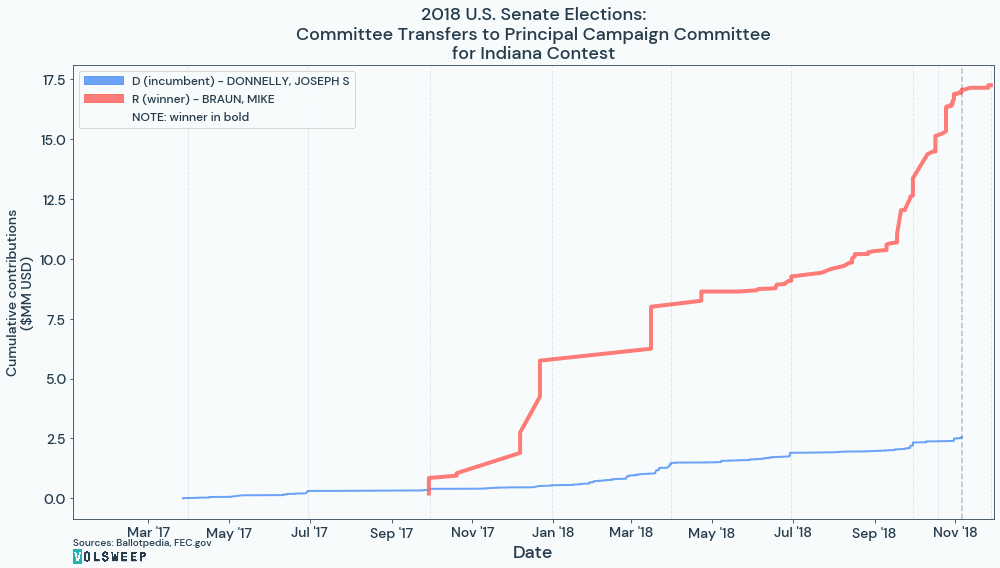 2018 U.S. Senate Elections:
Committee Transfers to Principal Campaign Committee
for Indiana Contest
D (incumbent) – DONNELLY, JOSEPH S
R (winner) – BRAUN, MIKE
NOTE: winner in bold
Cumulative contributions
($MM USD)
17.5
15.0
12.5
10.0
7.5
5.0
2.5
0.0
Mar '17
May '17
Jul '17
Sep '17
Nov '17
Jan '18
Mar '18
May '18
Jul '18
Sep '18
Nov '18
Date
Sources: Ballotpedia, FEC.gov
VOLSWEEP